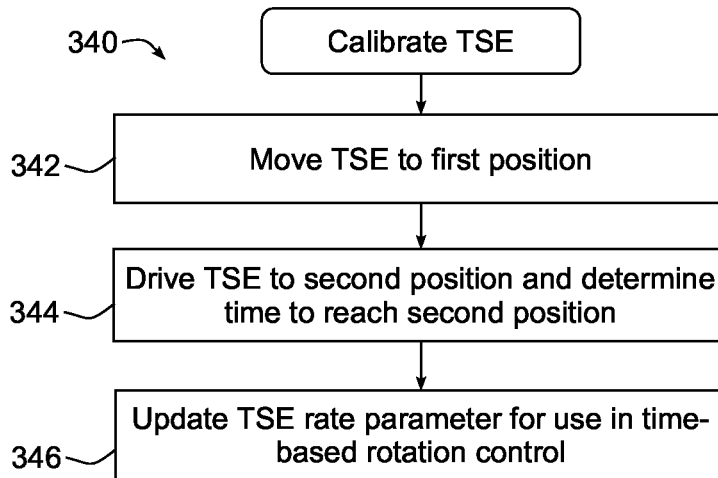 340
Calibrate TSE
342
Move TSE to first position
344
Drive TSE to second position and determine
time to reach second position
346
Update TSE rate parameter for use in time-
based rotation control